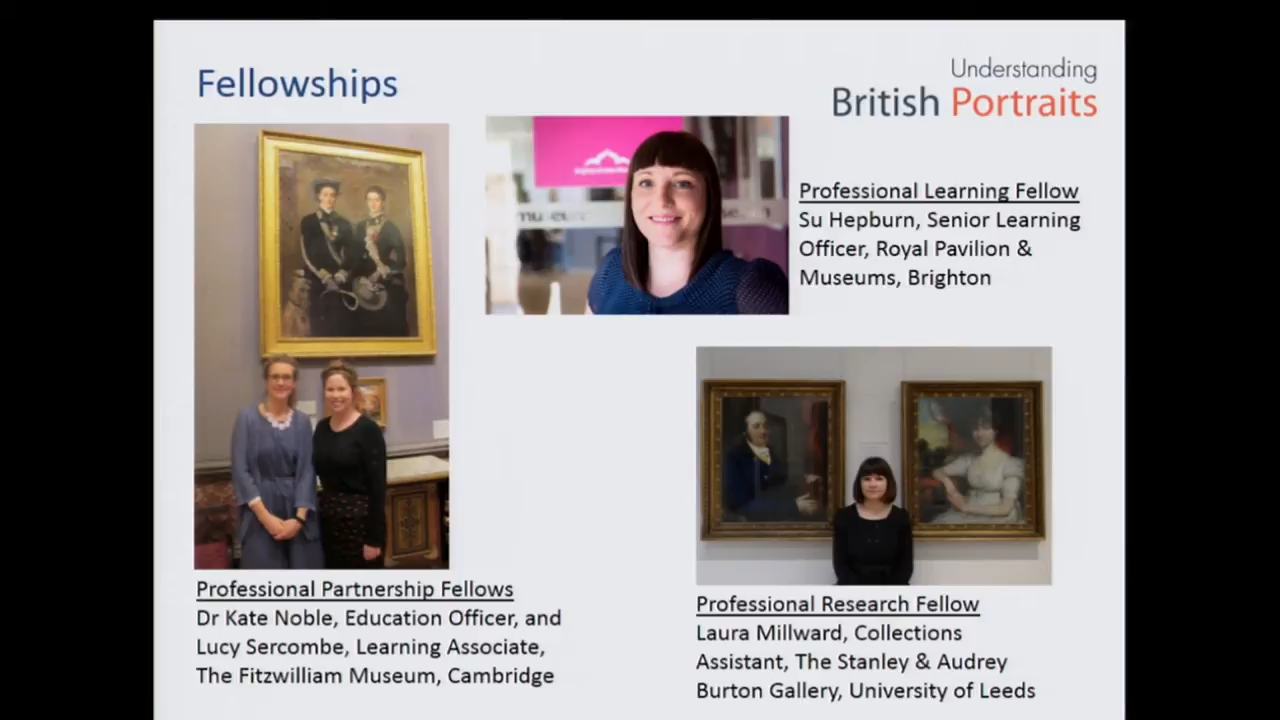 Fellowships
Understanding
British Portraits
Professional Learning Fellow
Su Hepburn, Senior Learning
Officer, Royal Pavilion &
Museums, Brighton
Professional Partnership Fellows
Dr Kate Noble, Education Officer, and
Lucy Sercombe, Learning Associate,
The Fitzwilliam Museum, Cambridge
Professional Research Fellow
Laura Millward, Collections
Assistant, The Stanley & Audrey
Burton Gallery, University of Leeds